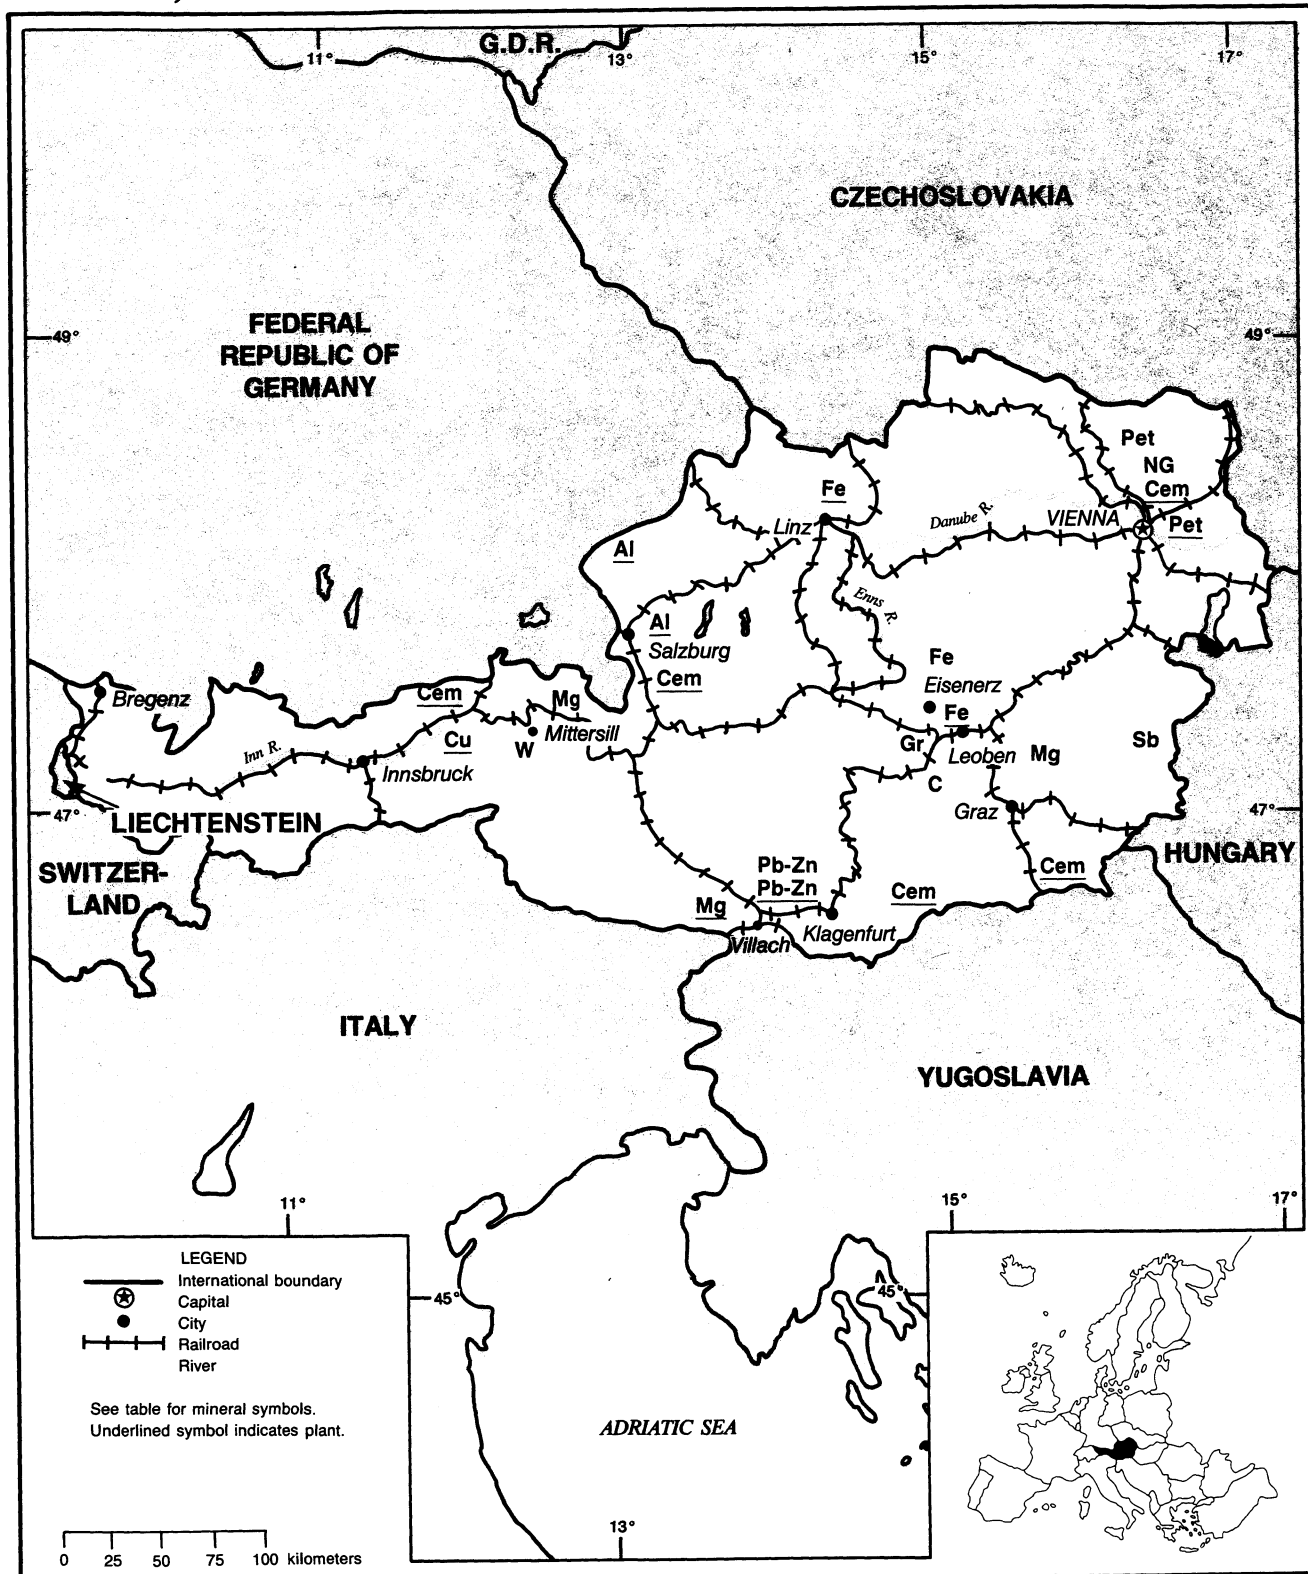 G.D.R.
11°
13°
15°
17°
CZECHOSLOVAKIA
FEDERAL
REPUBLIC OF
GERMANY
49°
49°
Pet
NG
Cem
Fe
Linz
Danube R.
VIENNA
Pet
Al
Enns R.
Al
Salzburg
Cem
Fe
Eisenerz
Bregenz
Cem
Mg
Mittersill
W
Fe
Gr
Leoben
Mg
Sb
Inn R.
Cu
Innsbruck
C
Graz
47°
LIECHTENSTEIN
47°
SWITZER-
LAND
HUNGARY
Pb-Zn
Pb-Zn
Cem
Cem
Mg
Villach
Klagenfurt
ITALY
YUGOSLAVIA
11°
15°
17°
LEGEND
International boundary
Capital
City
Railroad
River
See table for mineral symbols.
Underlined symbol indicates plant.
45°
45°
ADRIATIC SEA
13°
0 25 50 75 100 kilometers